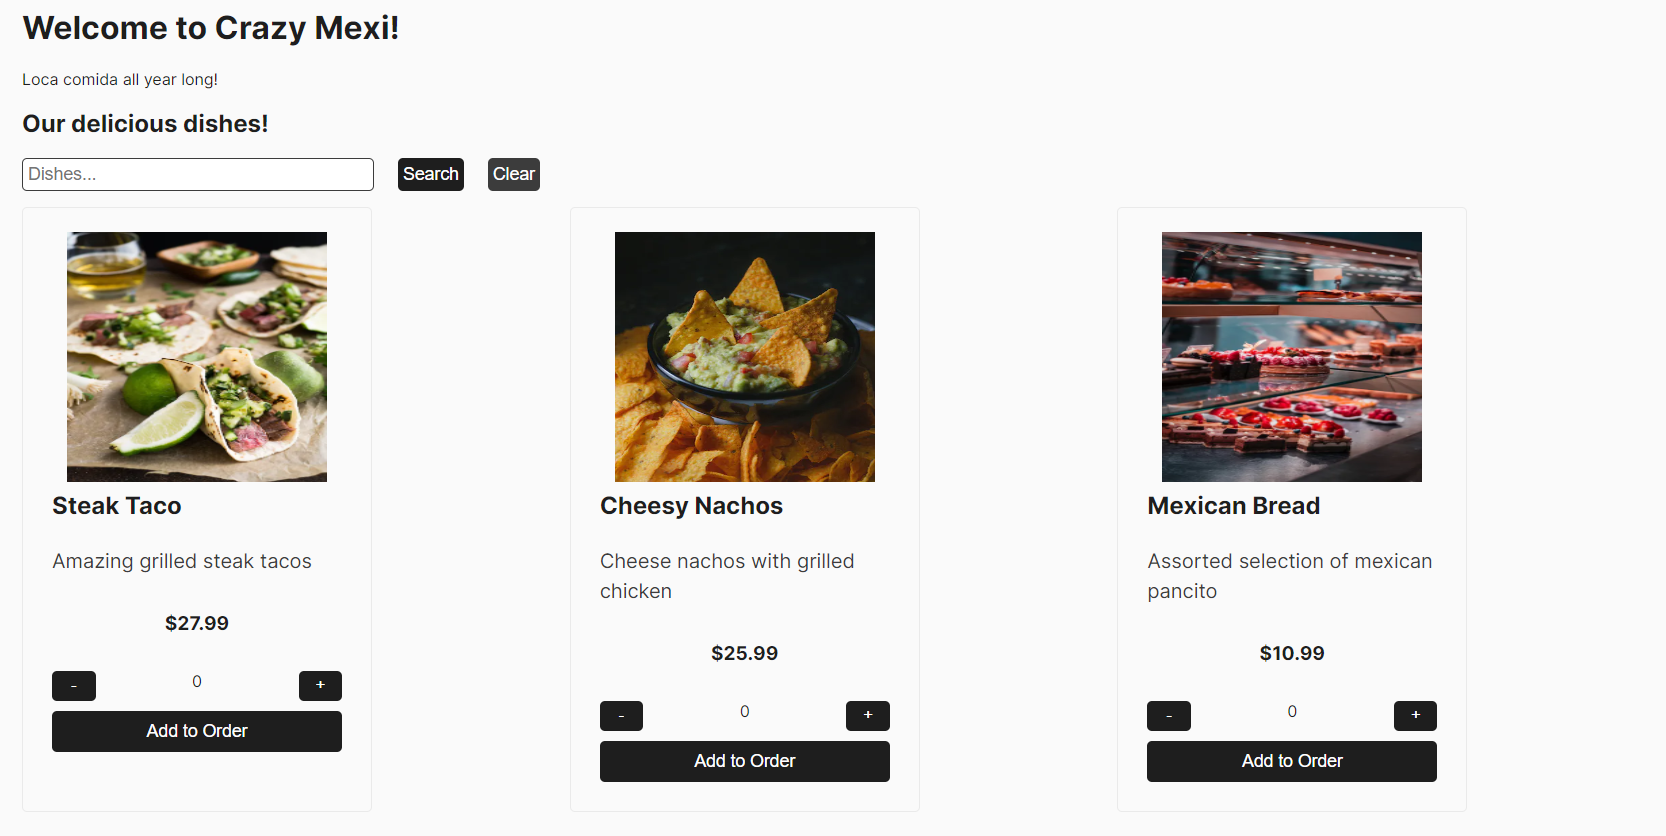 Welcome to Crazy Mexi!
Loca comida all year long!
Our delicious dishes!
Dishes...
Search
Clear
Steak Taco
Amazing grilled steak tacos
$27.99
- 0 +
Add to Order
Cheesy Nachos
Cheese nachos with grilled
chicken
$25.99
- 0 +
Add to Order
Mexican Bread
Assorted selection of mexican
pancito
$10.99
- 0 +
Add to Order